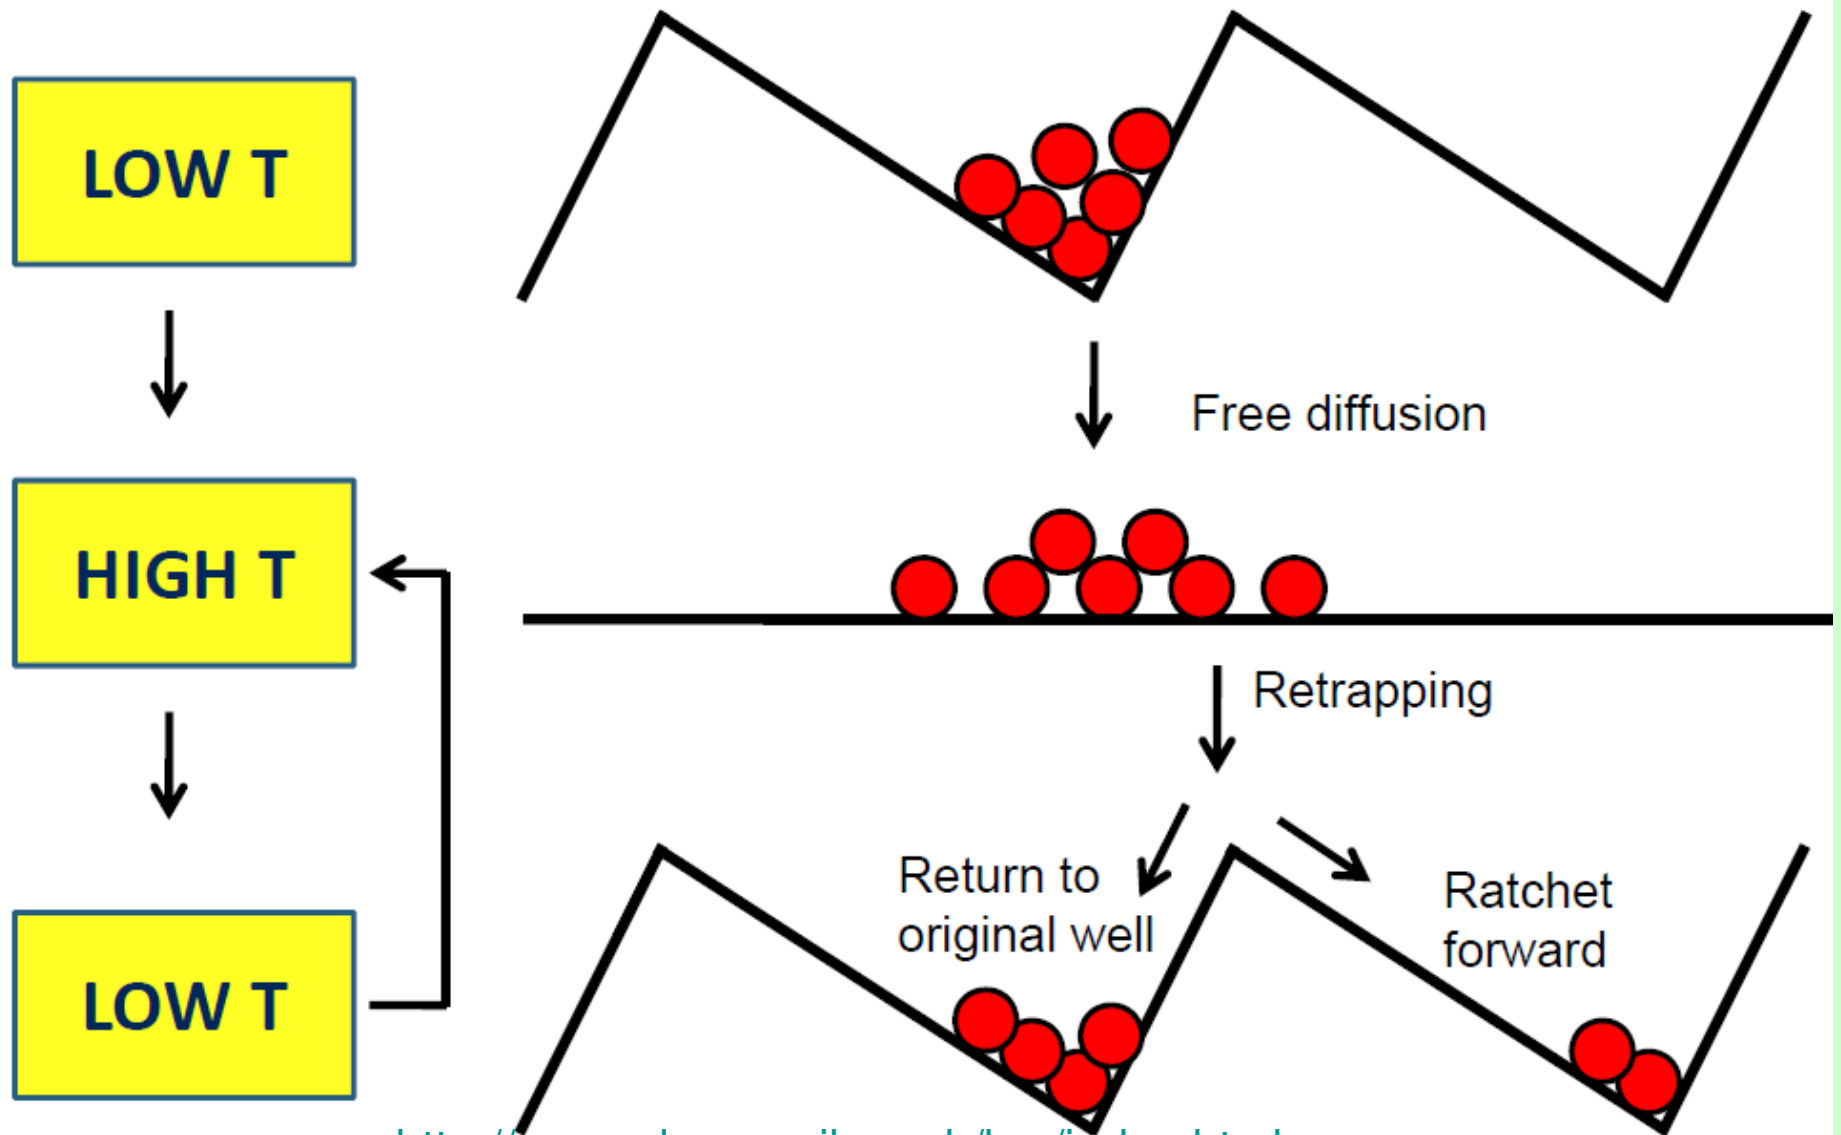 LOW T
Free diffusion
HIGH T
Retrapping
Return to
original well
Ratchet
forward
LOW T